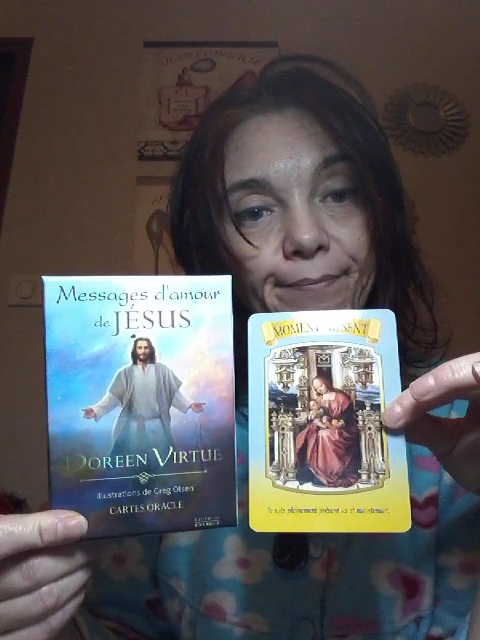 Messages d'amour
de JÉSUS
DOREEN VIRTUE
Illustrations de Greg Olsen
CARTES ORACLE
MOMENT PRÉSENT
Je suis pleinement présent ici et maintenant.